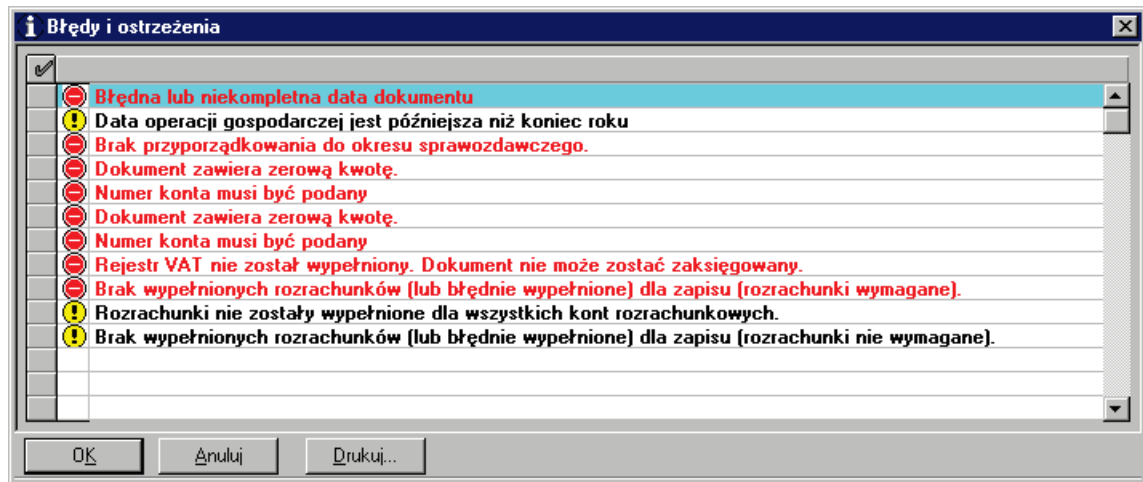 Błędy i ostrzeżenia
Błędna lub niekompletna data dokumentu
Data operacji gospodarczej jest późniejsza niż koniec roku
Brak przyporządkowania do okresu sprawozdawczego.
Dokument zawiera zerową kwotę.
Numer konta musi być podany
Dokument zawiera zerową kwotę.
Numer konta musi być podany
Rejestr VAT nie został wypełniony. Dokument nie może zostać zaksięgowany.
Brak wypełnionych rozrachunków (lub błędnie wypełnione) dla zapisu (rozrachunki wymagane).
Rozrachunki nie zostały wypełnione dla wszystkich kont rozrachunkowych.
Brak wypełnionych rozrachunków (lub błędnie wypełnione) dla zapisu (rozrachunki nie wymagane).
OK Anuluj Drukuj...